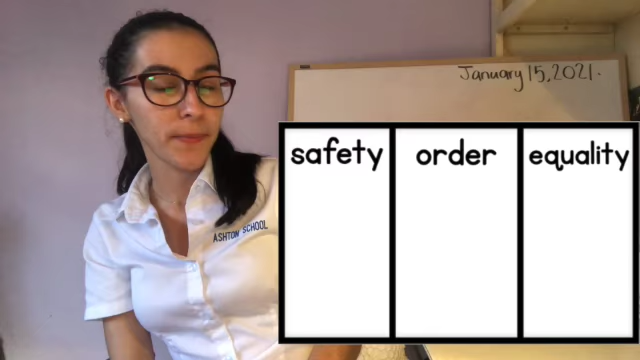 January 15, 2021.
safety
order
equality
ASHTON SCHOOL